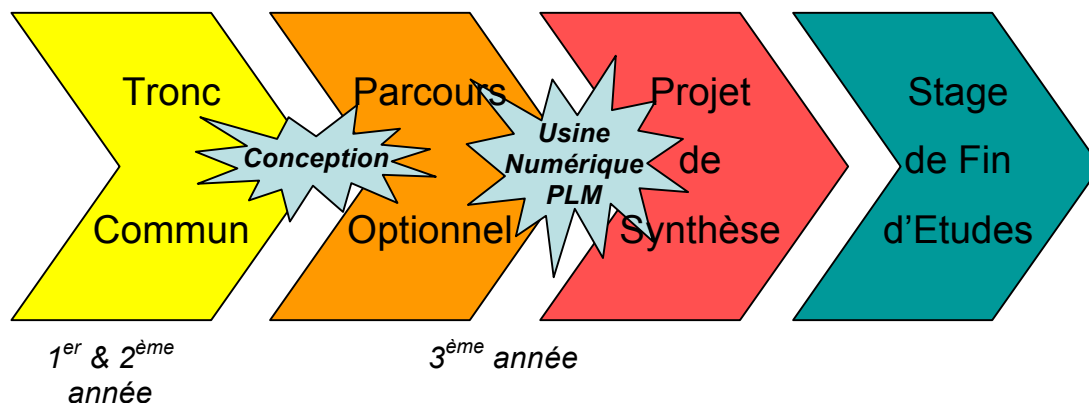 Tronc
Commun
Conception
Parcours
Optionnel
Usine
Numérique
PLM
Projet
de
Synthèse
Stage
de Fin
d'Etudes
1er & 2ème
année
3ème année